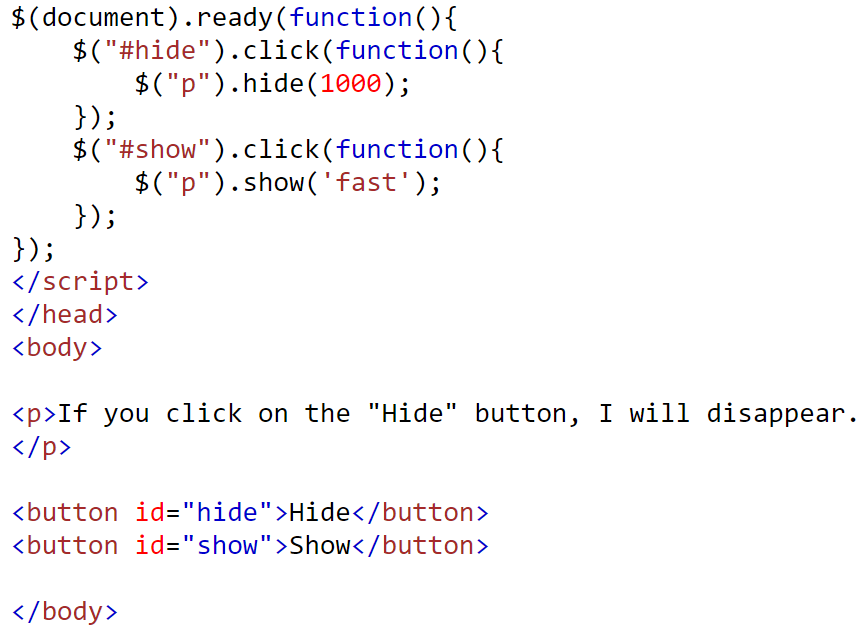 $(document).ready(function(){
    $("#hide").click(function(){
        $("p").hide(1000);
    });
    $("#show").click(function(){
        $("p").show('fast');
    });
});
</script>
</head>
<body>

<p>If you click on the "Hide" button, I will disappear.
</p>

<button id="hide">Hide</button>
<button id="show">Show</button>

</body>